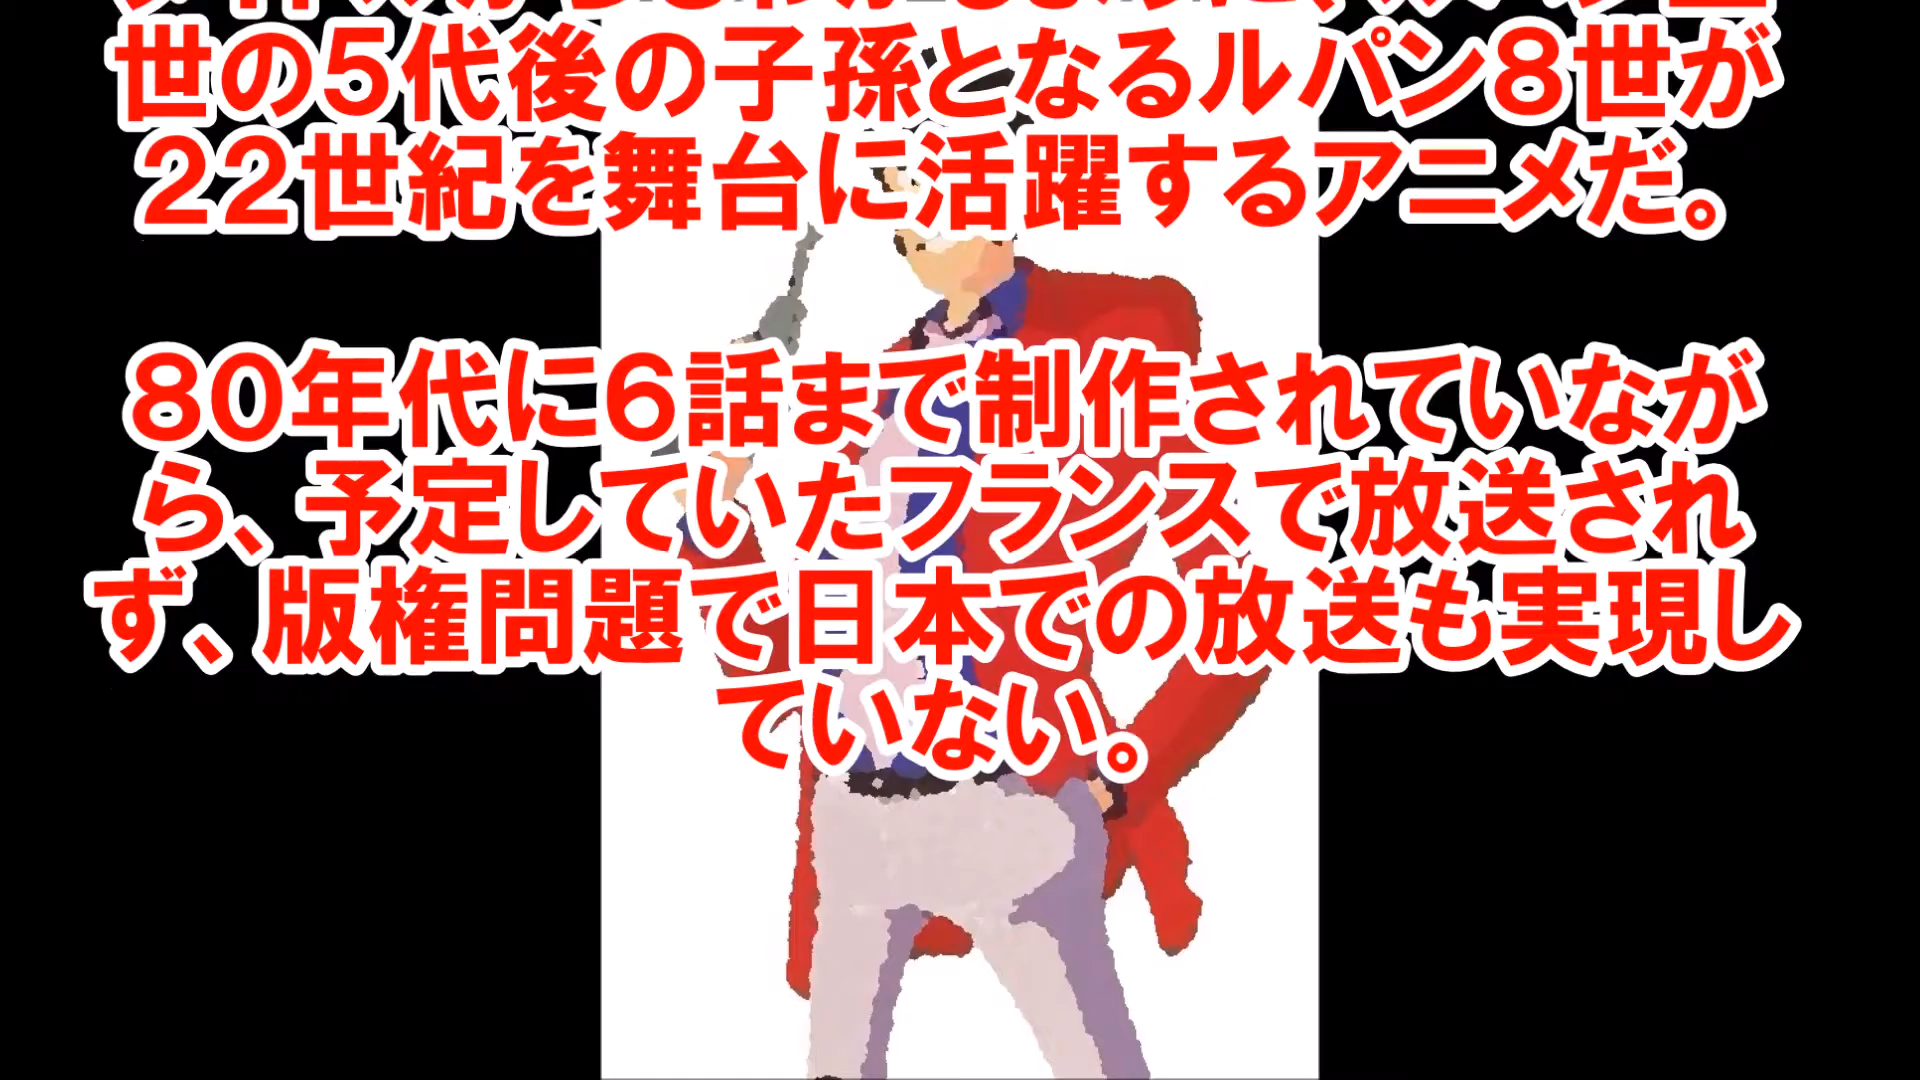 世の5代後の子孫となるルパン8世が
22世紀を舞台に活躍するアニメだ。
80年代に6話まで制作されていなが
ら、予定していたフランスで放送され
ず、版権問題で日本での放送も実現し
ていない。